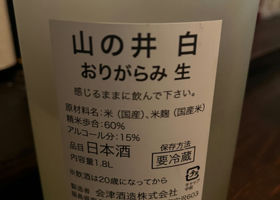 山の井 白
おりがらみ 生
感じるままに飲んで下さい。
原材料名：米（国産）、米麹（国産米）
精米歩合：60%
アルコール分：15%
品目 日本酒
内容量1.8L
保存方法
要冷蔵
※飲酒は20歳になってから
製造者 会津酒造株式会社
8603